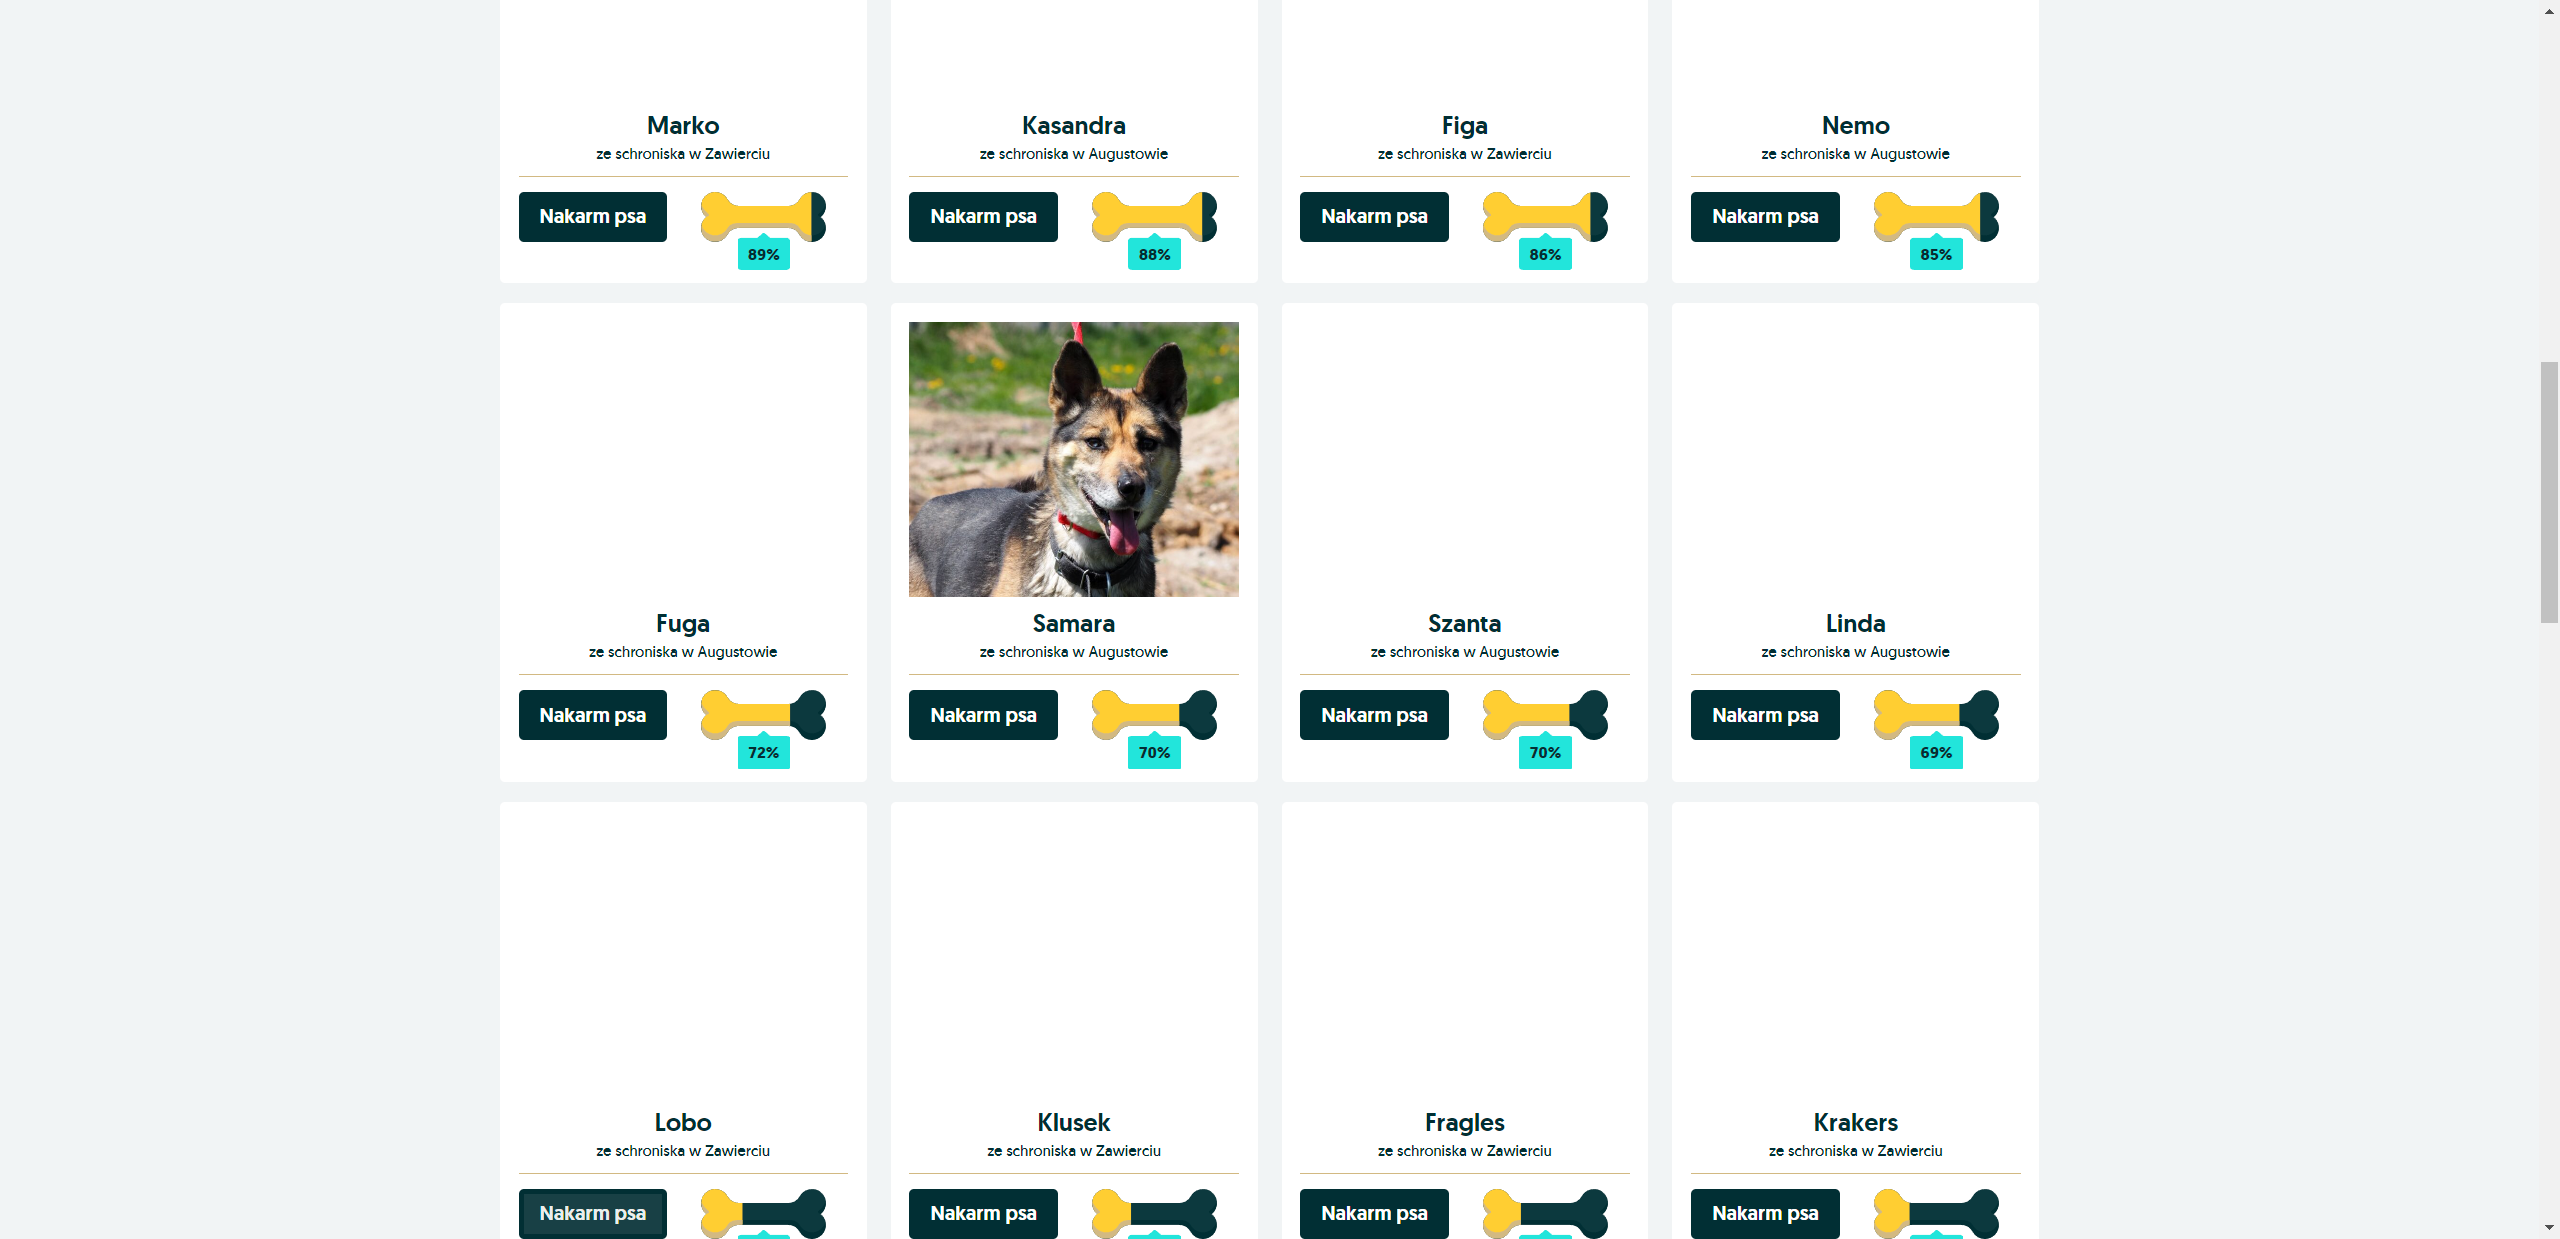 Marko
ze schroniska w Zawierciu
Nakarm psa
89%
Kasandra
ze schroniska w Augustowie
Nakarm psa
88%
Figa
ze schroniska w Zawierciu
Nakarm psa
86%
Nemo
ze schroniska w Augustowie
Nakarm psa
85%
Fuga
ze schroniska w Augustowie
Nakarm psa
72%
Samara
ze schroniska w Augustowie
Nakarm psa
70%
Szanta
ze schroniska w Augustowie
Nakarm psa
70%
Linda
ze schroniska w Augustowie
Nakarm psa
69%
Lobo
ze schroniska w Zawierciu
Nakarm psa
Klusek
ze schroniska w Zawierciu
Nakarm psa
Fragles
ze schroniska w Zawierciu
Nakarm psa
Krakers
ze schroniska w Zawierciu
Nakarm psa